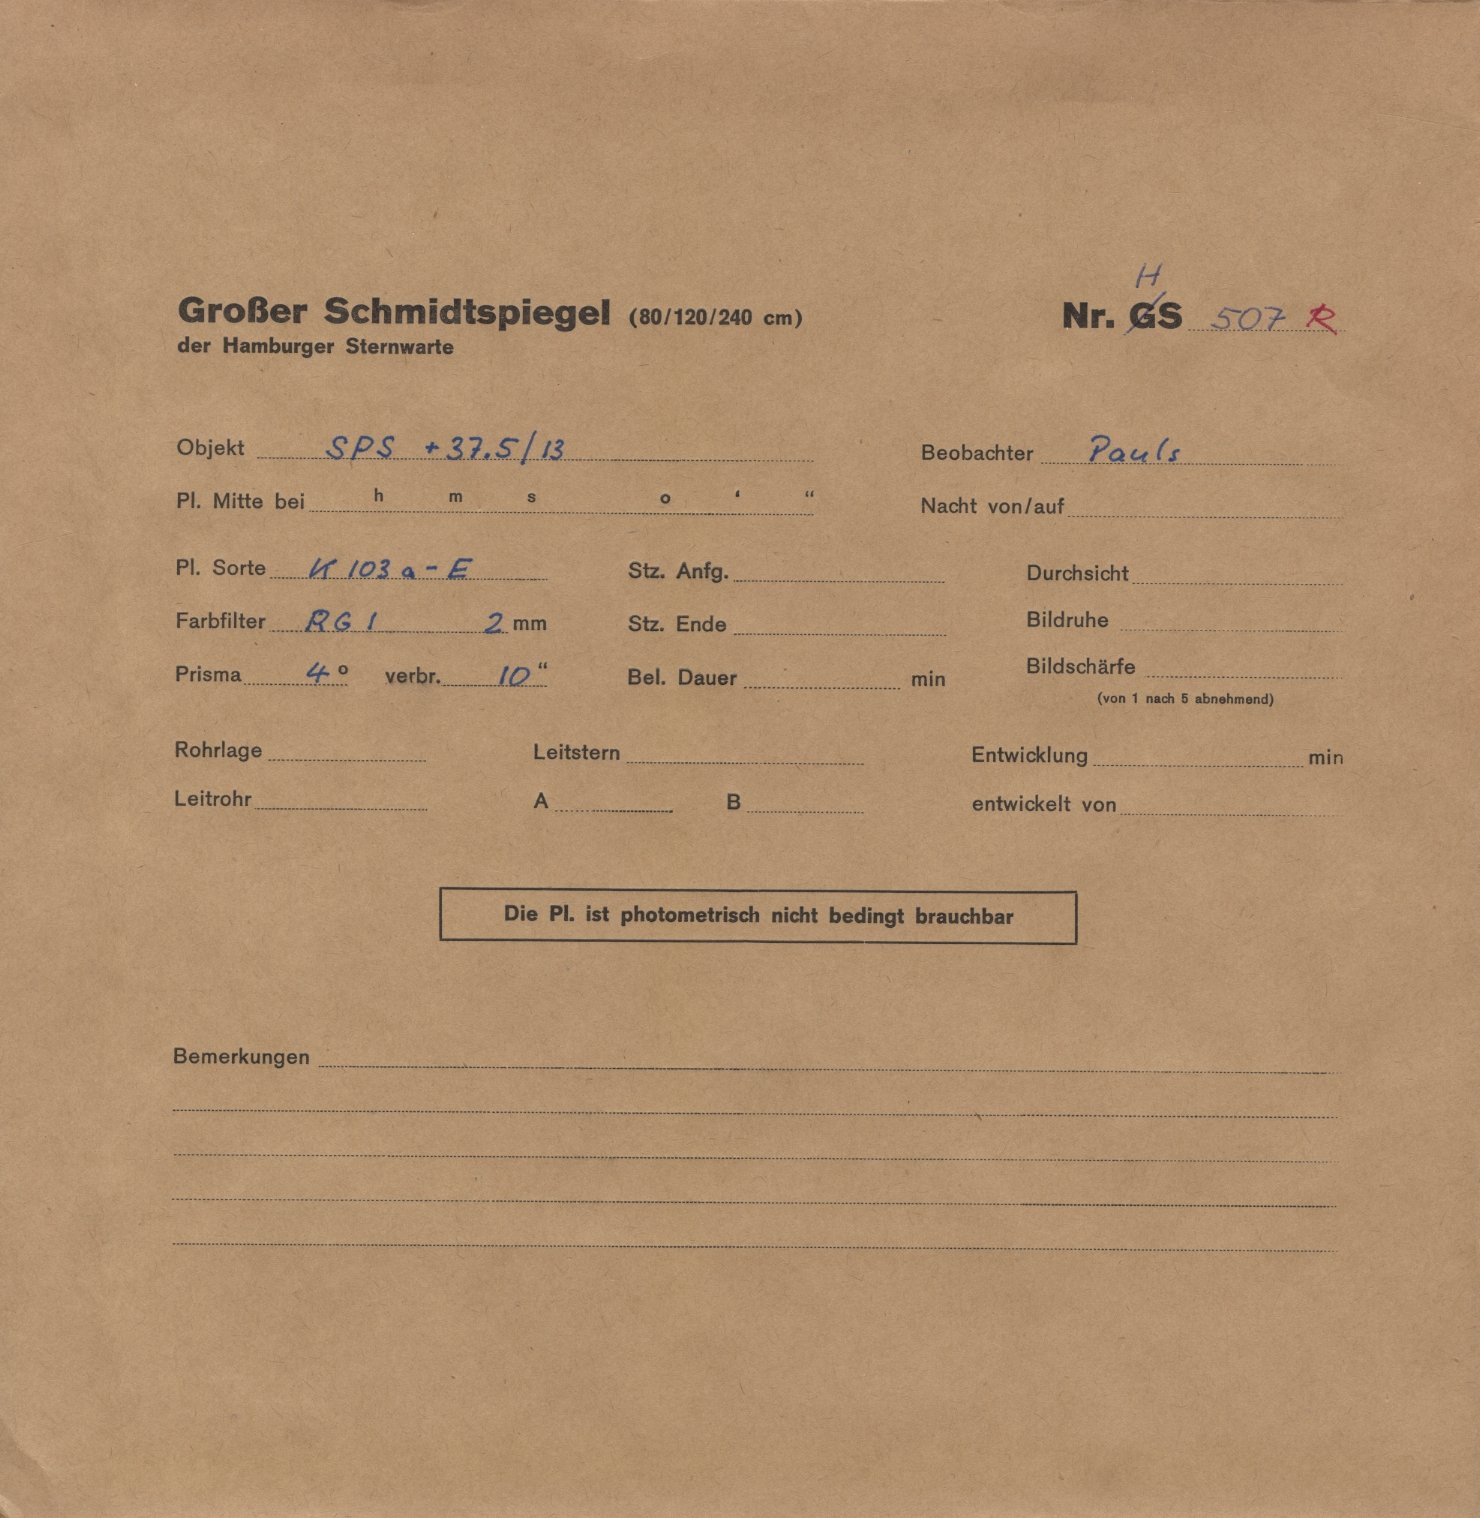 H
Großer Schmidtspiegel (80/120/240 cm) Nr. GS 507 R
der Hamburger Sternwarte
Objekt SPS +37.5/13 Beobachter Pauls
Pl. Mitte bei h m s o ‘ “ Nacht von/auf
Pl. Sorte K 103 a - E Stz. Anfg. Durchsicht
Farbfilter RG 1 2 mm Stz. Ende Bildruhe
Prisma 4 o verbr. 10 “ Bel. Dauer min Bildschärfe
(von 1 nach 5 abnehmend)
Rohrlage Leitstern Entwicklung min
Leitrohr A B entwickelt von
Die Pl. ist photometrisch nicht bedingt brauchbar
Bemerkungen